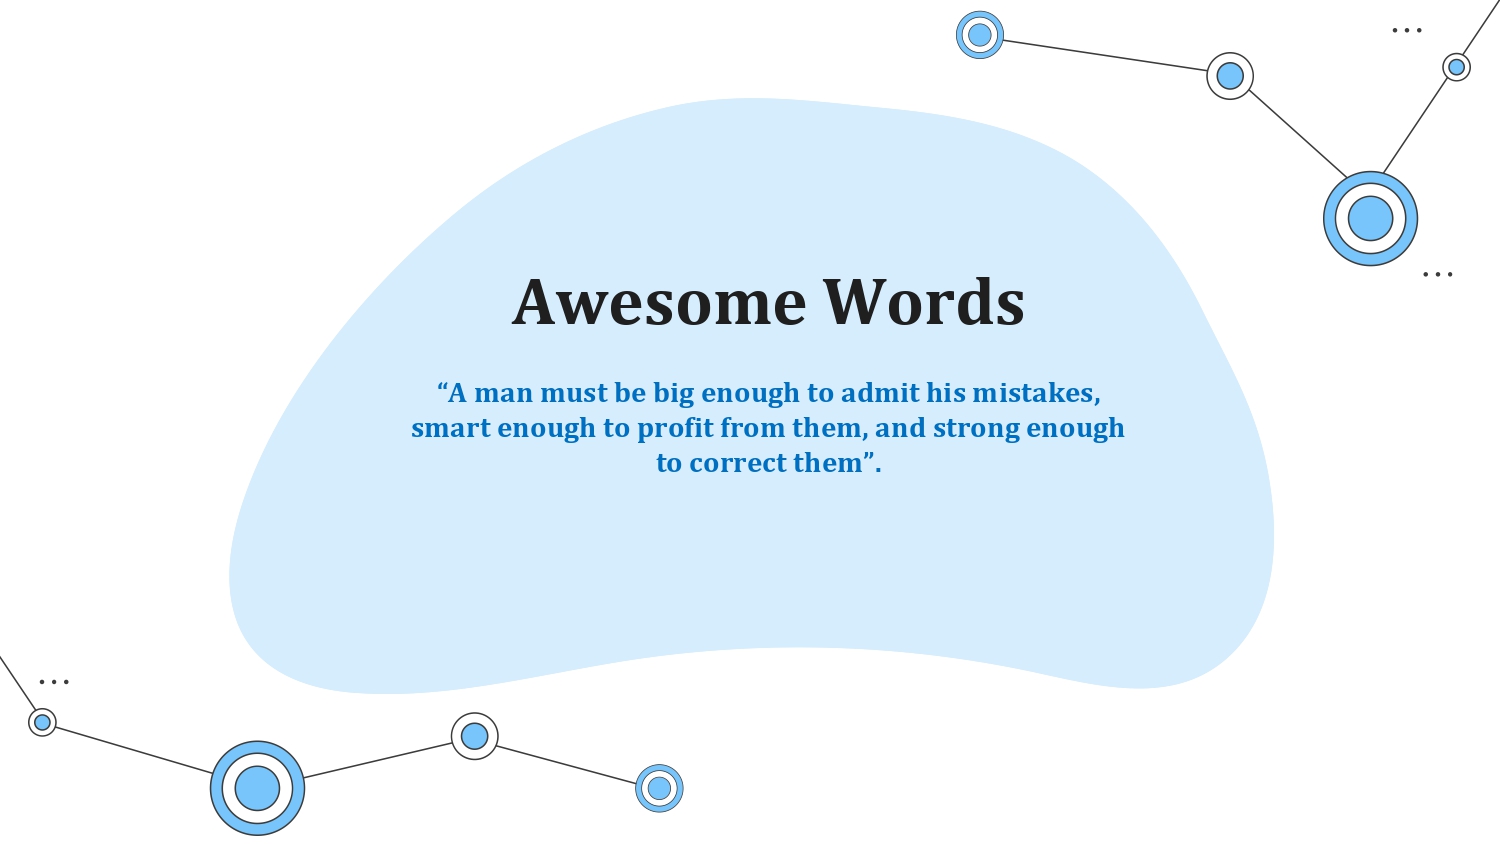 Awesome Words
“A man must be big enough to admit his mistakes,
smart enough to profit from them, and strong enough
to correct them”.